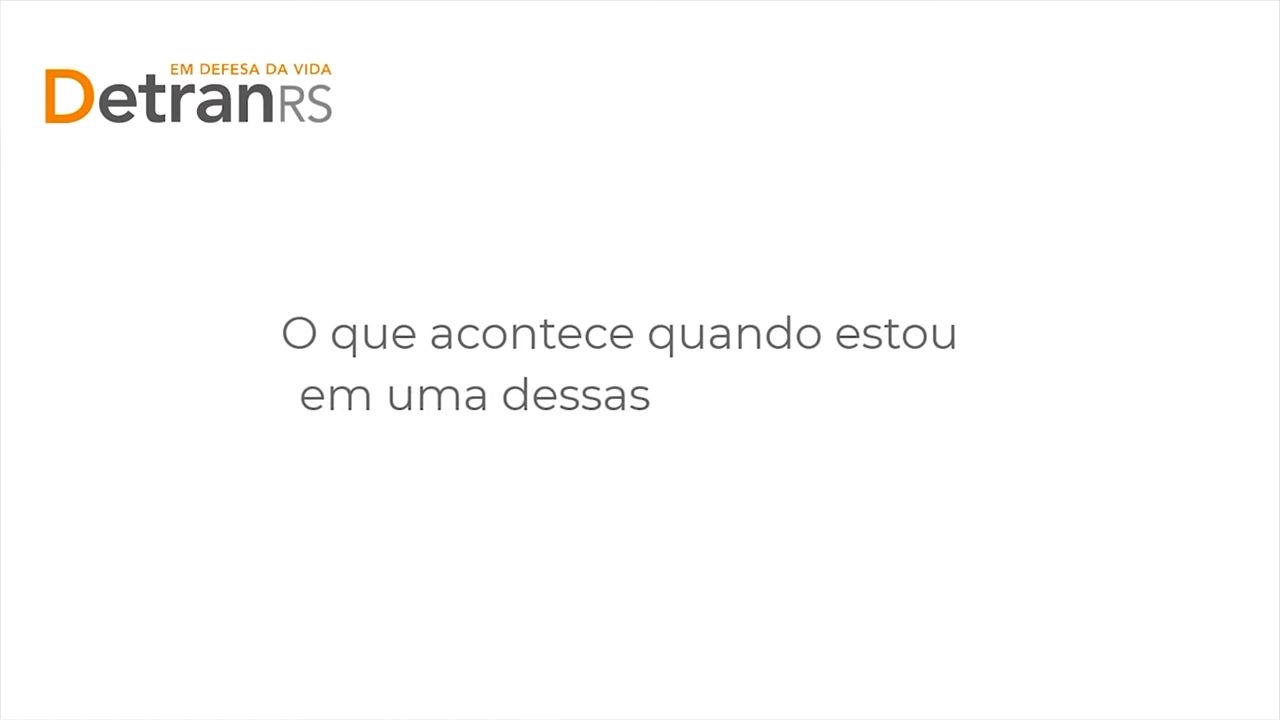 EM DEFESA DA VIDA
DetranRS
O que acontece quando estou
em uma dessas